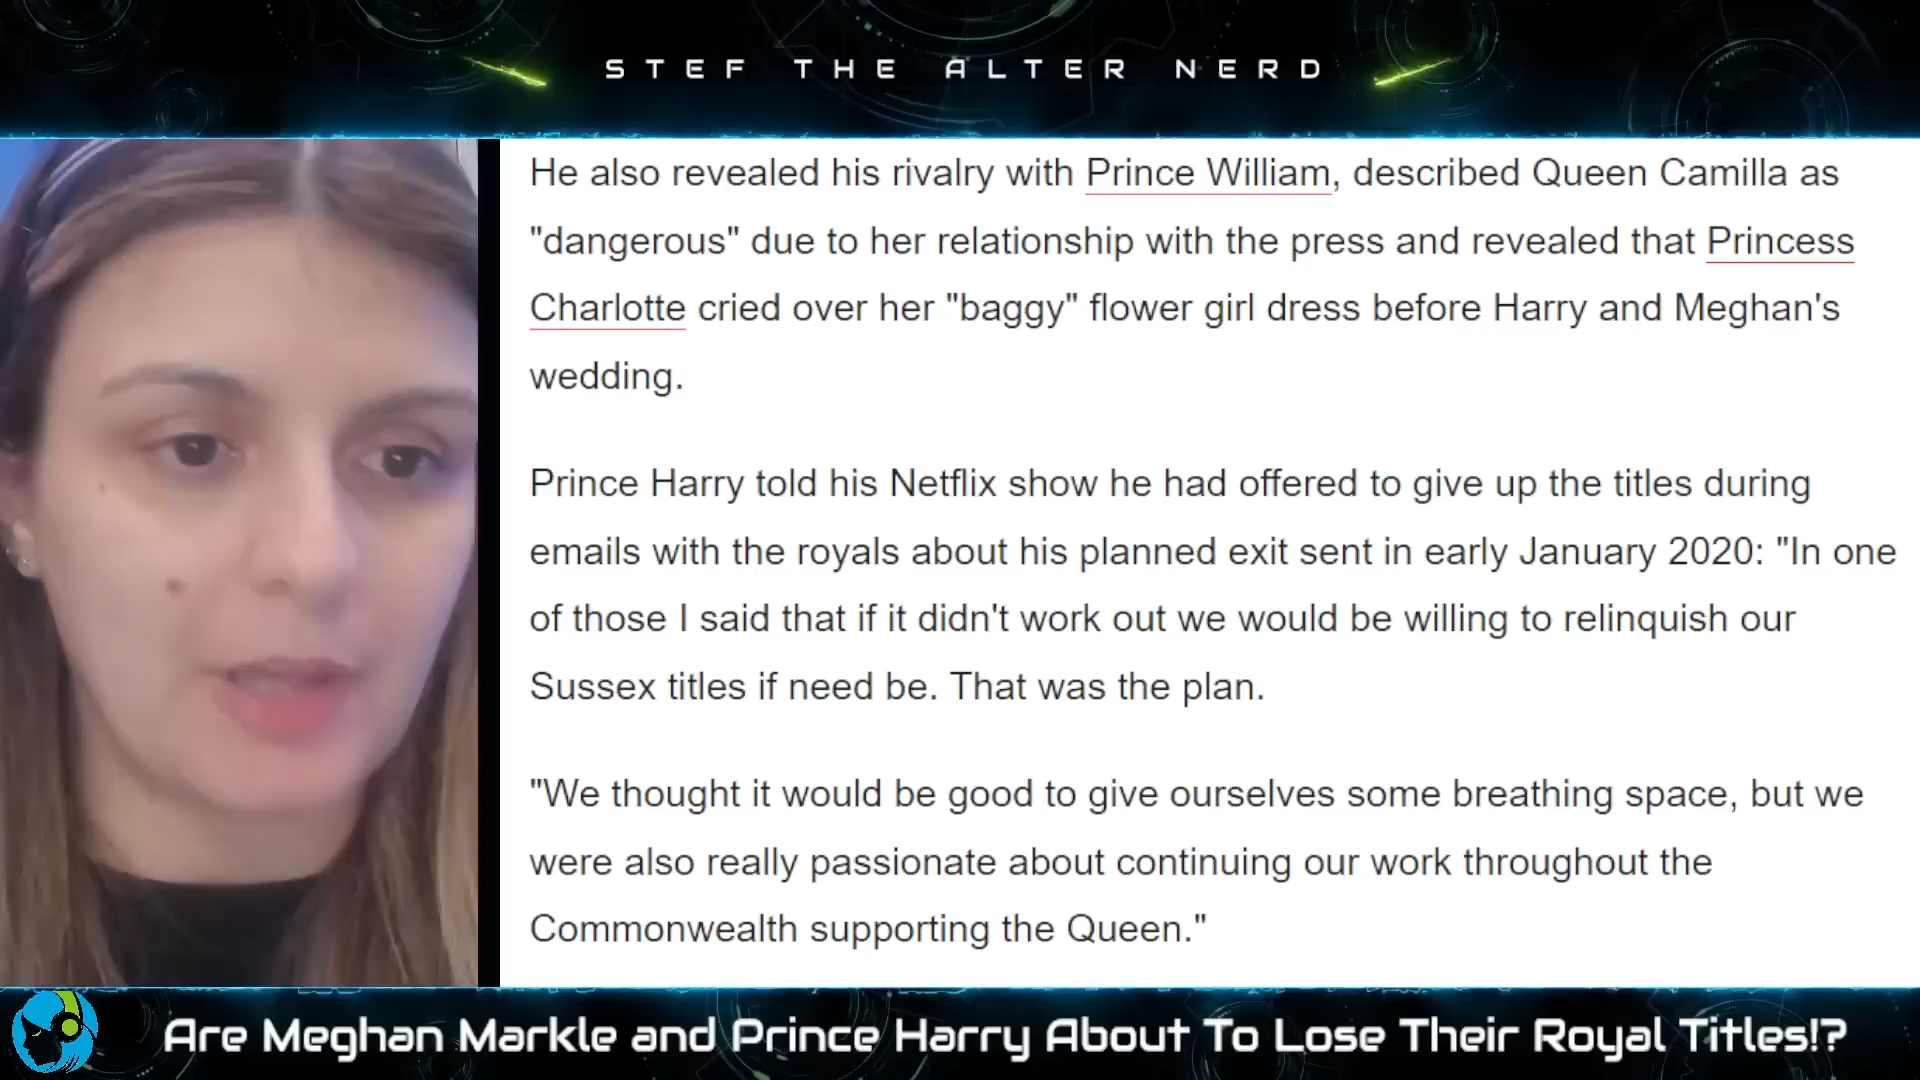 STEF THE ALTER NERD
He also revealed his rivalry with Prince William, described Queen Camilla as
"dangerous" due to her relationship with the press and revealed that Princess
Charlotte cried over her "baggy" flower girl dress before Harry and Meghan's
wedding.
Prince Harry told his Netflix show he had offered to give up the titles during
emails with the royals about his planned exit sent in early January 2020: "In one
of those I said that if it didn't work out we would be willing to relinquish our
Sussex titles if need be. That was the plan.
"We thought it would be good to give ourselves some breathing space, but we
were also really passionate about continuing our work throughout the
Commonwealth supporting the Queen."
Are Meghan Markle and Prince Harry About To Lose Their Royal Titles!?